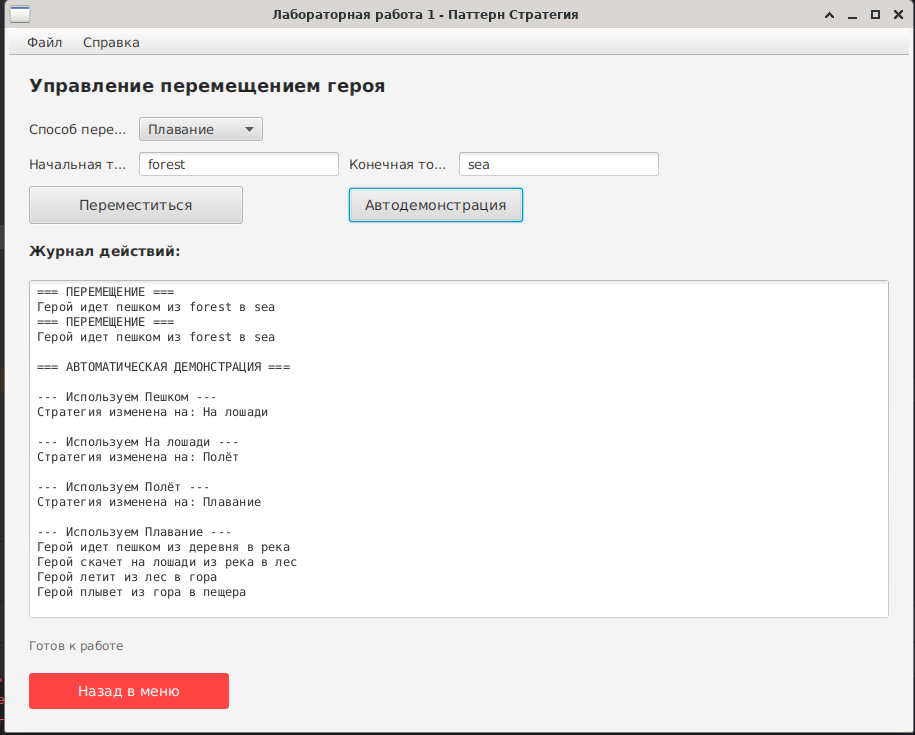 Лабораторная работа 1 - Паттерн Стратегия
Файл Справка
Управление перемещением героя
Способ пере... Плавание
Начальная т... forest Конечная то... sea
Переместиться Автодемонстрация
Журнал действий:
=== ПЕРЕМЕЩЕНИЕ ===
Герой идет пешком из forest в sea
=== ПЕРЕМЕЩЕНИЕ ===
Герой идет пешком из forest в sea
=== АВТОМАТИЧЕСКАЯ ДЕМОНСТРАЦИЯ ===
--- Используем Пешком ---
Стратегия изменена на: На лошади
--- Используем На лошади ---
Стратегия изменена на: Полёт
--- Используем Полёт ---
Стратегия изменена на: Плавание
--- Используем Плавание ---
Герой идет пешком из деревня в река
Герой скачет на лошади из река в лес
Герой летит из лес в гора
Герой плывет из гора в пещера
Готов к работе
Назад в меню